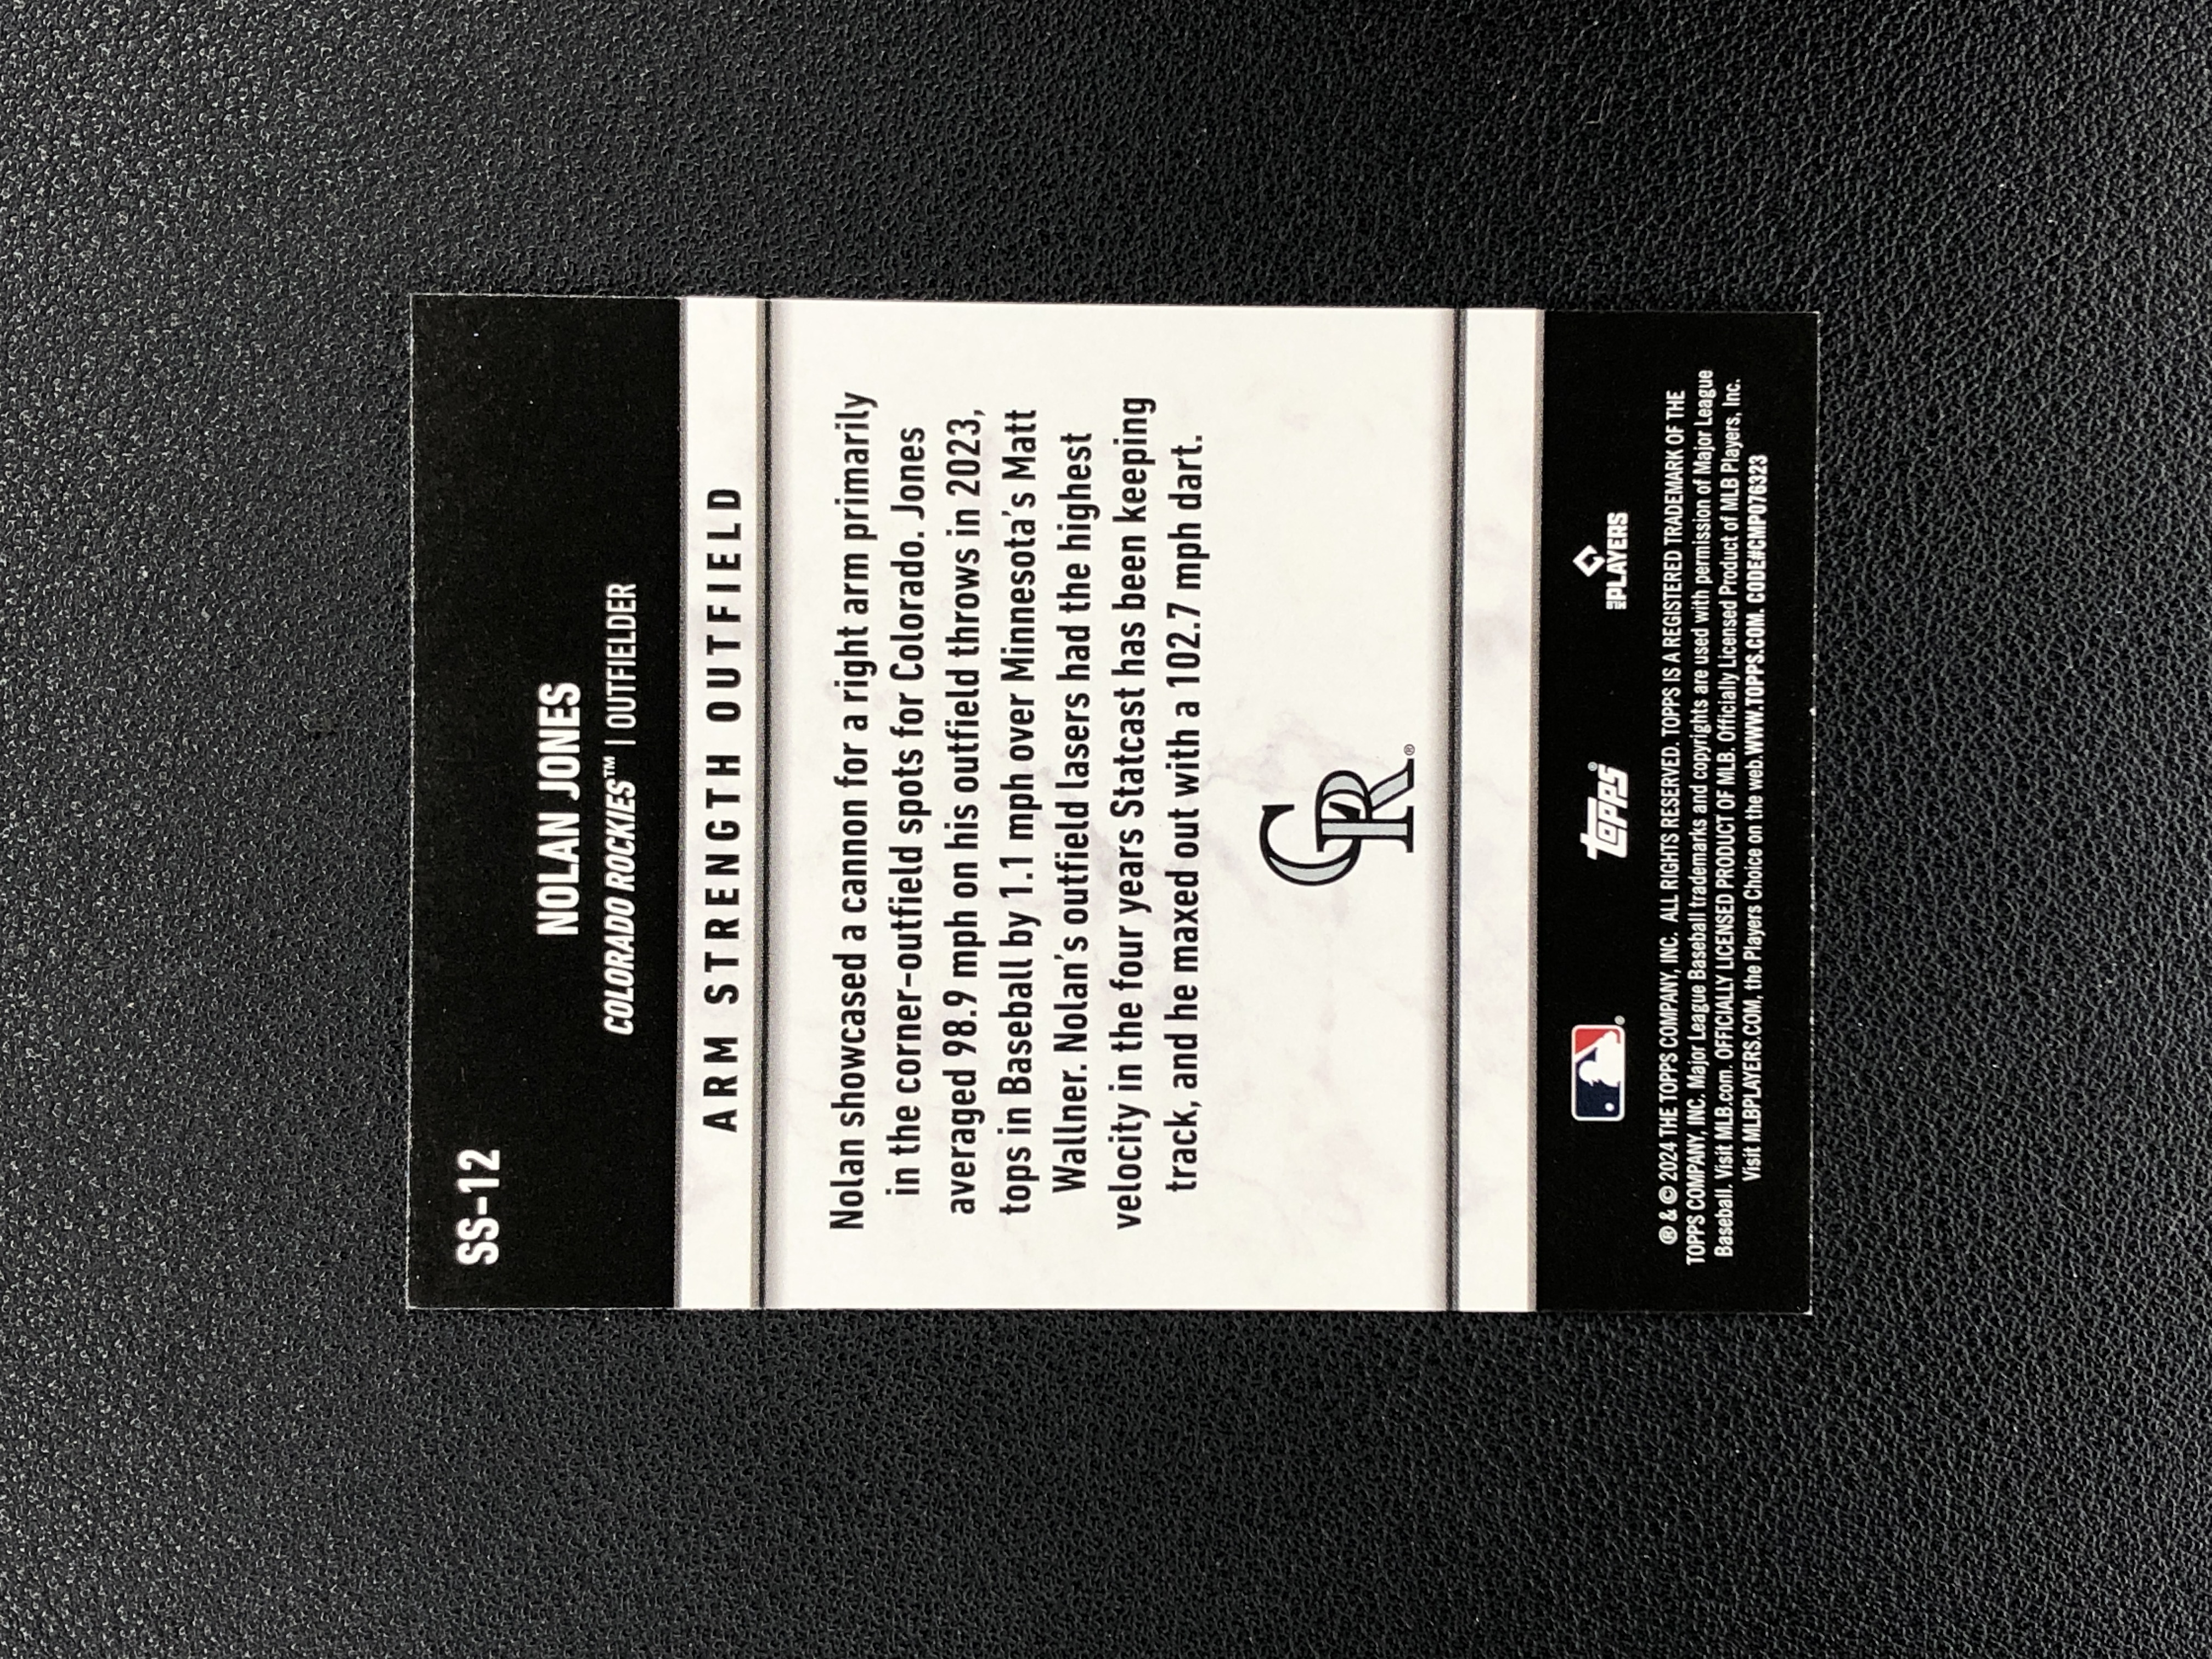 SS-12
NOLAN JONES
COLORADO ROCKIES™ | OUTFIELDER
ARM STRENGTH OUTFIELD
Nolan showcased a cannon for a right arm primarily
in the corner-outfield spots for Colorado. Jones
averaged 98.9 mph on his outfield throws in 2023,
tops in Baseball by 1.1 mph over Minnesota's Matt
Wallner. Nolan's outfield lasers had the highest
velocity in the four years Statcast has been keeping
track, and he maxed out with a 102.7 mph dart.
CR®
® topps® MLB PLAYERS
® & © 2024 THE TOPPS COMPANY, INC. ALL RIGHTS RESERVED. TOPPS IS A REGISTERED TRADEMARK OF THE
TOPPS COMPANY, INC. Major League Baseball trademarks and copyrights are used with permission of Major League
Baseball. Visit MLB.com. OFFICIALLY LICENSED PRODUCT OF MLB. Officially Licensed Product of MLB Players, Inc.
Visit MLBPLAYERS.COM, the Players Choice on the web.WWW.TOPPS.COM. CODE#CMP076323